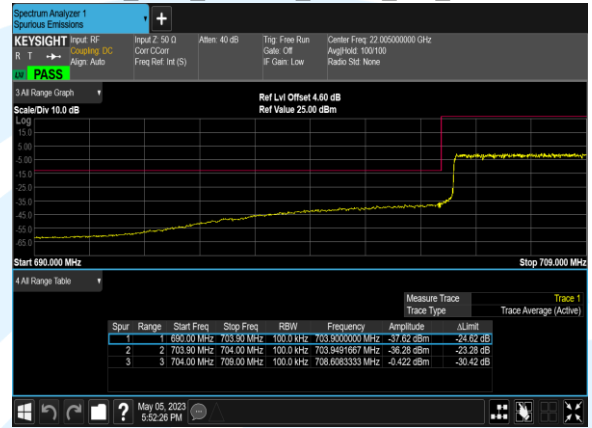 Spectrum Analyzer 1
Spurious Emissions
KEYSIGHT Input: RF Input Z: 50 Ω Atten: 40 dB Trig: Free Run Center Freq: 22.005000000 GHz
R T Coupling: DC Corr CCorr Gate: Off Avg|Hold: 100/100
Align: Auto Freq Ref: Int (S) IF Gain: Low Radio Std: None
PASS
3 All Range Graph
Ref Lvl Offset 4.60 dB
Scale/Div 10.0 dB Ref Value 25.00 dBm
Log
15.0
5.00
-5.00
-15.0
-25.0
-35.0
-45.0
-55.0
-65.0
Start 690.000 MHz Stop 709.000 MHz
4 All Range Table
Measure Trace Trace 1
Trace Type Trace Average (Active)
Spur Range Start Freq Stop Freq RBW Frequency Amplitude ΔLimit
1 1 690.00 MHz 703.90 MHz 100.0 kHz 703.9000000 MHz -37.62 dBm -24.62 dB
2 2 703.90 MHz 704.00 MHz 100.0 kHz 703.9491667 MHz -36.28 dBm -23.28 dB
3 3 704.00 MHz 709.00 MHz 100.0 kHz 708.6083333 MHz -0.422 dBm -30.42 dB
? May 05, 2023
5:52:26 PM